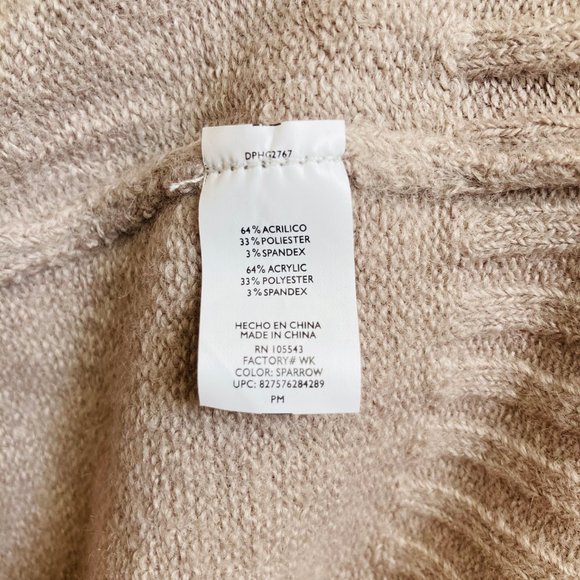 DPHG2767
64% ACRILICO
33% POLIESTER
3% SPANDEX
64% ACRYLIC
33% POLYESTER
3% SPANDEX
HECHO EN CHINA
MADE IN CHINA
RN 105543
FACTORY# WK
COLOR: SPARROW
UPC: 827576284289
PM